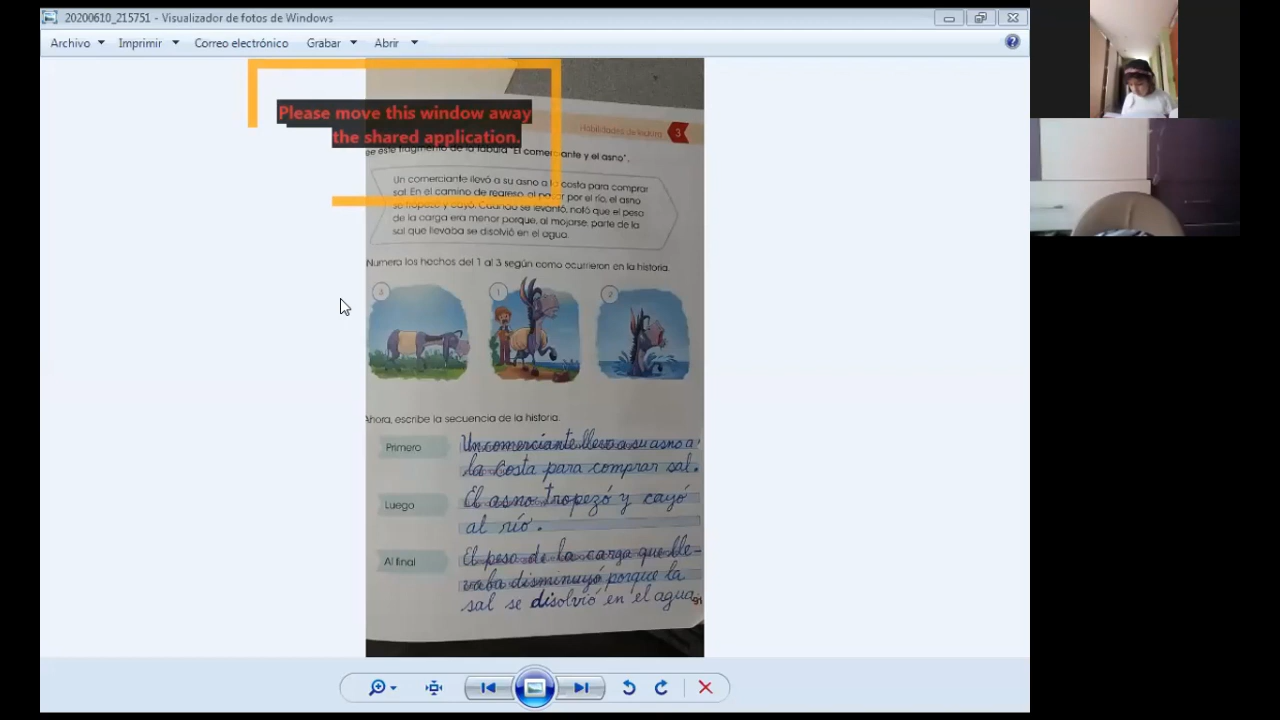 20200610_215751 - Visualizador de fotos de Windows
Archivo Imprimir Correo electrónico Grabar Abrir
Please move this window away
the shared application.
Habilidades de lectura 3
este fragmento de la fábula "El comerciante y el asno".
Un comerciante llevó a su asno a la costa para comprar
sal. En el camino de regreso, al pasar por el río, el asno
se tropezó y cayó. Cuando se levantó, notó que el peso
de la carga era menor porque, al mojarse, parte de la
sal que llevaba se disolvió en el agua.
Numera los hechos del 1 al 3 según como ocurrieron en la historia.
3 1 2
Ahora, escribe la secuencia de la historia.
Primero
Un comerciante llevo a su asno a
la costa para comprar sal.
Luego
El asno tropezó y cayó
al río.
Al final
El peso de la carga que lle-
vaba disminuyó porque la
sal se disolvió en el agua.
91